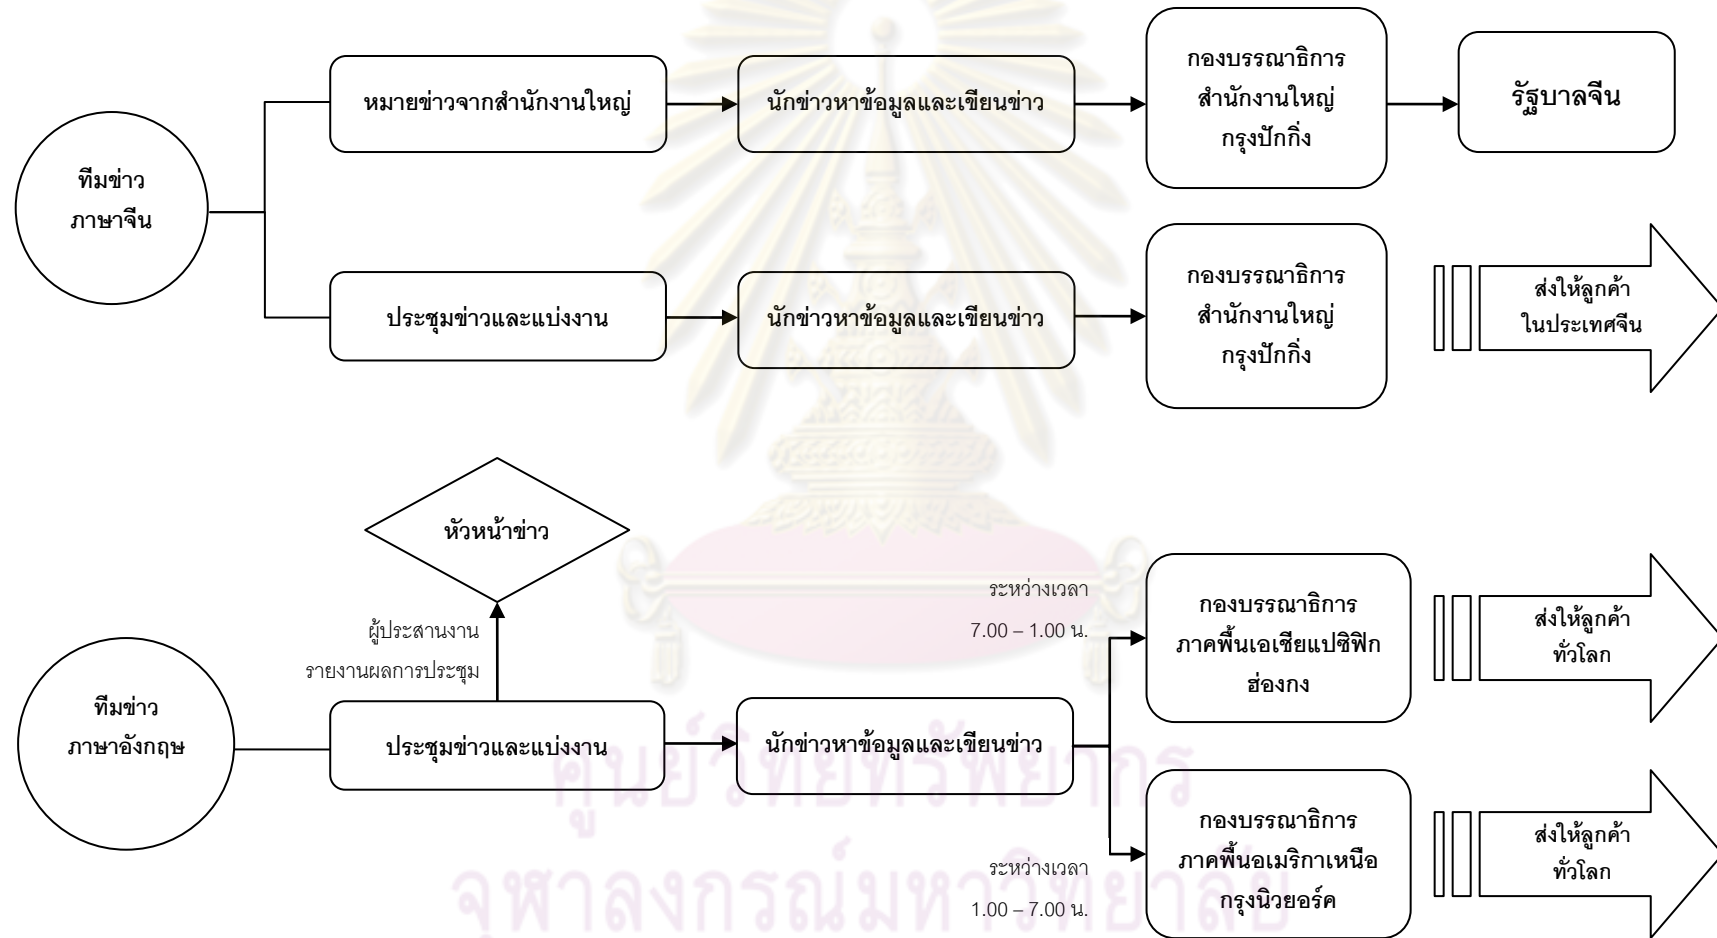 ทีมข่าว
ภาษาจีน
หมายข่าวจากสำนักงานใหญ่
นักข่าวหาข้อมูลและเขียนข่าว
กองบรรณาธิการ
สำนักงานใหญ่
กรุงปักกิ่ง
รัฐบาลจีน
ประชุมข่าวและแบ่งงาน
นักข่าวหาข้อมูลและเขียนข่าว
กองบรรณาธิการ
สำนักงานใหญ่
กรุงปักกิ่ง
ส่งให้ลูกค้า
ในประเทศจีน
หัวหน้าข่าว
ผู้ประสานงาน
รายงานผลการประชุม
ทีมข่าว
ภาษาอังกฤษ
ประชุมข่าวและแบ่งงาน
นักข่าวหาข้อมูลและเขียนข่าว
ระหว่างเวลา
7.00 – 1.00 น.
กองบรรณาธิการ
ภาคพื้นเอเชียแปซิฟิก
ฮ่องกง
ส่งให้ลูกค้า
ทั่วโลก
ระหว่างเวลา
1.00 – 7.00 น.
กองบรรณาธิการ
ภาคพื้นอเมริกาเหนือ
กรุงนิวยอร์ค
ส่งให้ลูกค้า
ทั่วโลก
ศูนย์วิทยทรัพยากร
จุฬาลงกรณ์มหาวิทยาลัย